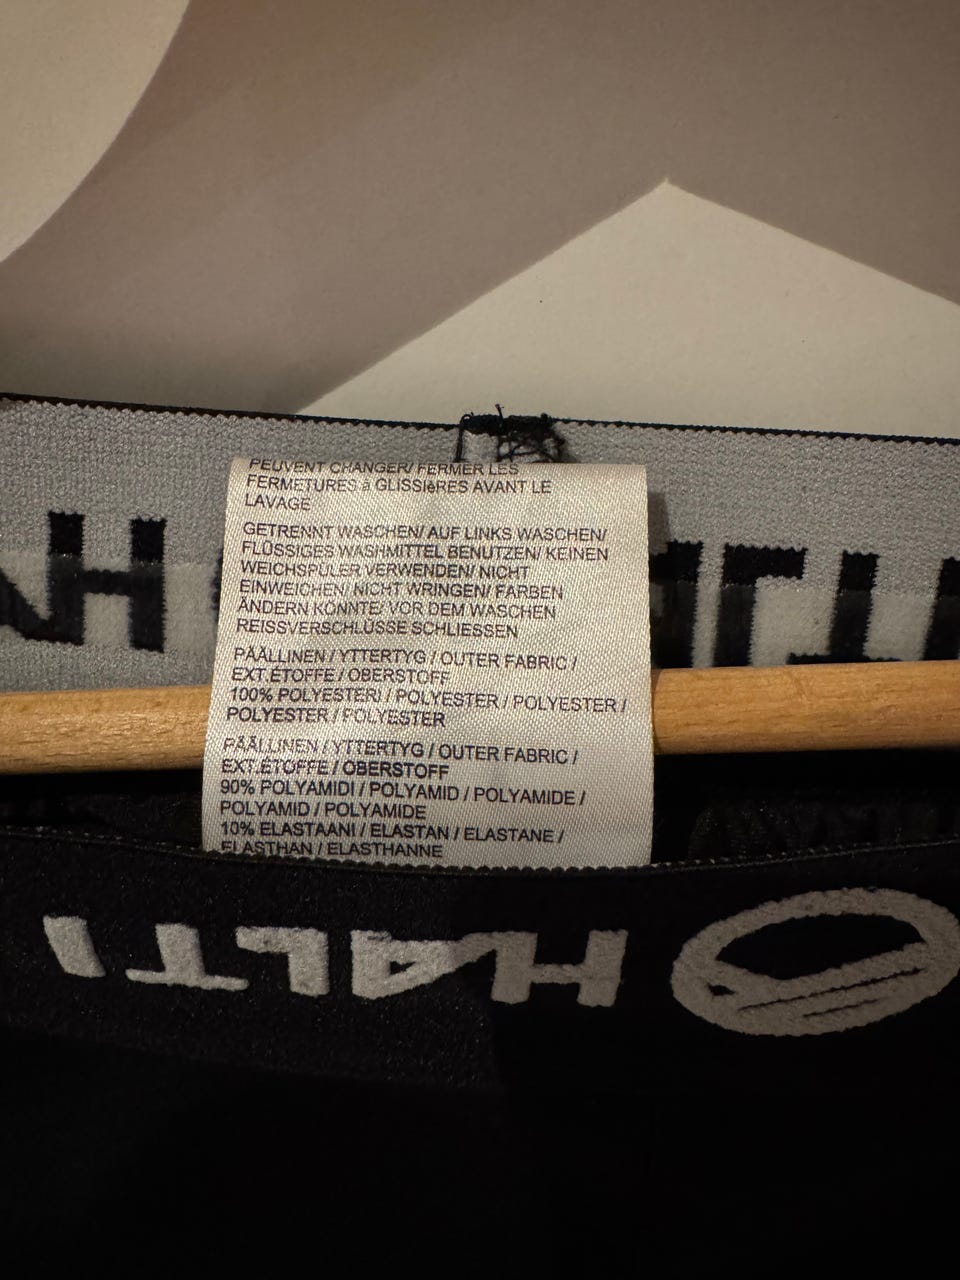 PEUVENT CHANGER/ FERMER LES
FERMETURES à GLISSIèRES AVANT LE
LAVAGE
GETRENNT WASCHEN/ AUF LINKS WASCHEN/
FLÜSSIGES WASHMITTEL BENUTZEN/ KEINEN
WEICHSPÜLER VERWENDEN/ NICHT
EINWEICHEN/ NICHT WRINGEN/ FARBEN
ÄNDERN KÖNNTE/ VOR DEM WASCHEN
REISSVERSCHLÜSSE SCHLIESSEN
PÄÄLLINEN / YTTERTYG / OUTER FABRIC /
EXT.ETOFFE / OBERSTOFF
100% POLYESTERI / POLYESTER / POLYESTER /
POLYESTER / POLYESTER
PÄÄLLINEN / YTTERTYG / OUTER FABRIC /
EXT.ETOFFE / OBERSTOFF
90% POLYAMIDI / POLYAMID / POLYAMIDE /
POLYAMID / POLYAMIDE
10% ELASTAANI / ELASTAN / ELASTANE /
ELASTHAN / ELASTHANNE
HALTI